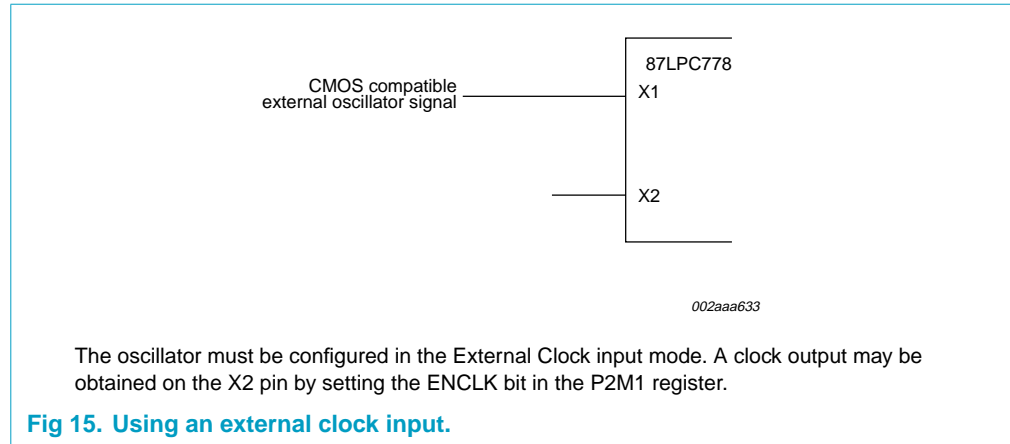 87LPC778
CMOS compatible
external oscillator signal
X1
X2
002aaa633
The oscillator must be configured in the External Clock input mode. A clock output may be
obtained on the X2 pin by setting the ENCLK bit in the P2M1 register.
Fig 15. Using an external clock input.